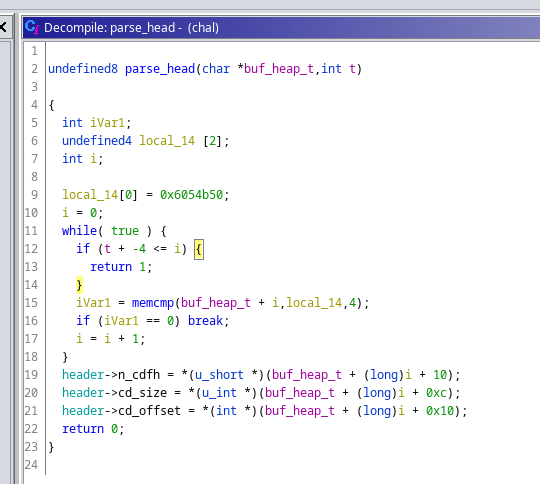 Decompile: parse_head - (chal)
1
2 undefined8 parse_head(char *buf_heap_t,int t)
3
4 {
5 int iVar1;
6 undefined4 local_14 [2];
7 int i;
8
9 local_14[0] = 0x6054b50;
10 i = 0;
11 while( true ) {
12 if (t + -4 <= i) {
13 return 1;
14 }
15 iVar1 = memcmp(buf_heap_t + i,local_14,4);
16 if (iVar1 == 0) break;
17 i = i + 1;
18 }
19 header->n_cdfh = *(u_short *)(buf_heap_t + (long)i + 10);
20 header->cd_size = *(u_int *)(buf_heap_t + (long)i + 0xc);
21 header->cd_offset = *(int *)(buf_heap_t + (long)i + 0x10);
22 return 0;
23 }
24